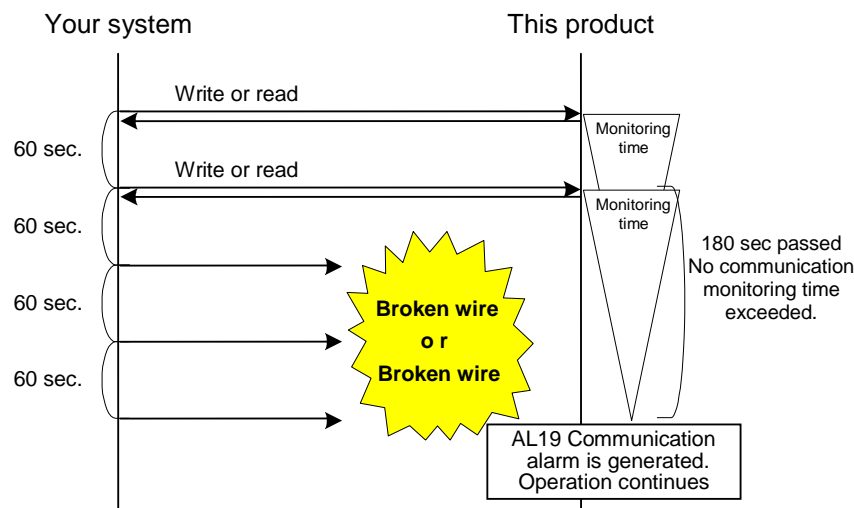 Your system
This product
Write or read
Monitoring
time
60 sec.
Write or read
Monitoring
time
60 sec.
180 sec passed
No communication
monitoring time
exceeded.
Broken wire
o r
Broken wire
60 sec.
60 sec.
AL19 Communication
alarm is generated.
Operation continues